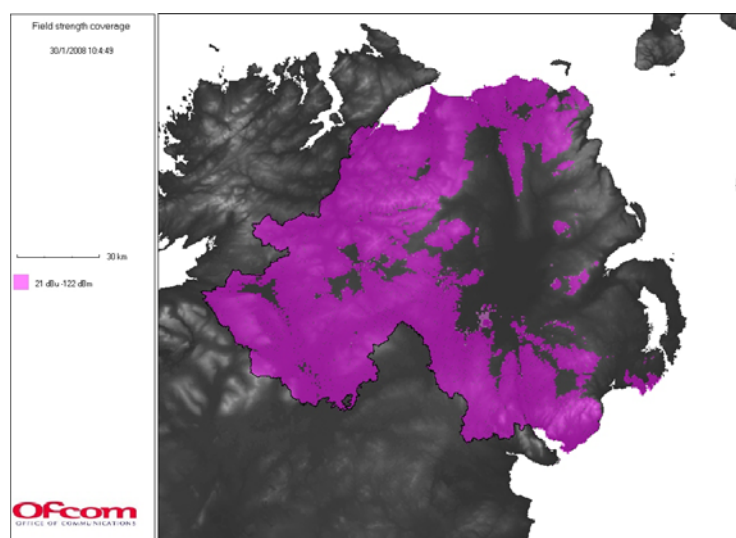 Field strength coverage
30/1/2008 10:4:49
30 km
21 dBu -122 dBm
Ofcom
OFFICE OF COMMUNICATIONS